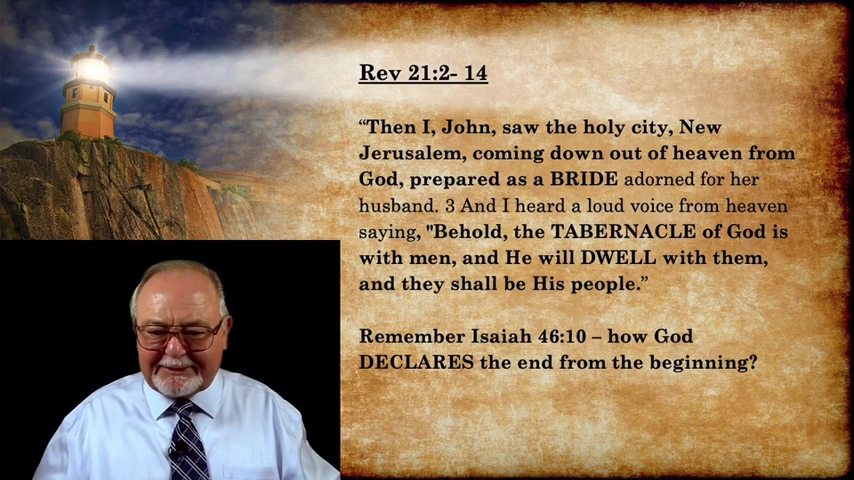 Rev 21:2- 14
“Then I, John, saw the holy city, New
Jerusalem, coming down out of heaven from
God, prepared as a BRIDE adorned for her
husband. 3 And I heard a loud voice from heaven
saying, "Behold, the TABERNACLE of God is
with men, and He will DWELL with them,
and they shall be His people.”
Remember Isaiah 46:10 – how God
DECLARES the end from the beginning?